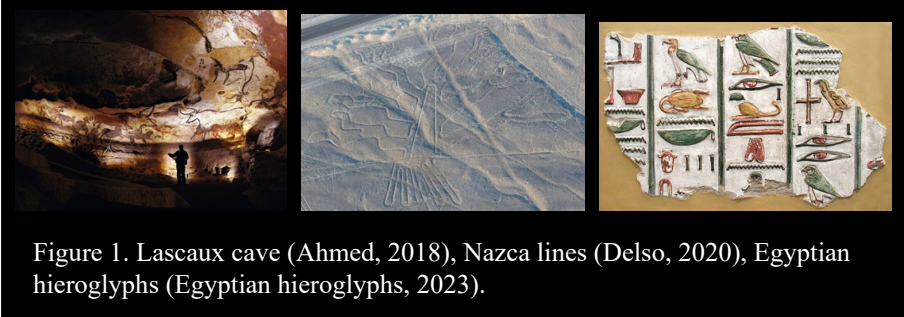 Figure 1. Lascaux cave (Ahmed, 2018), Nazca lines (Delso, 2020), Egyptian
hieroglyphs (Egyptian hieroglyphs, 2023).